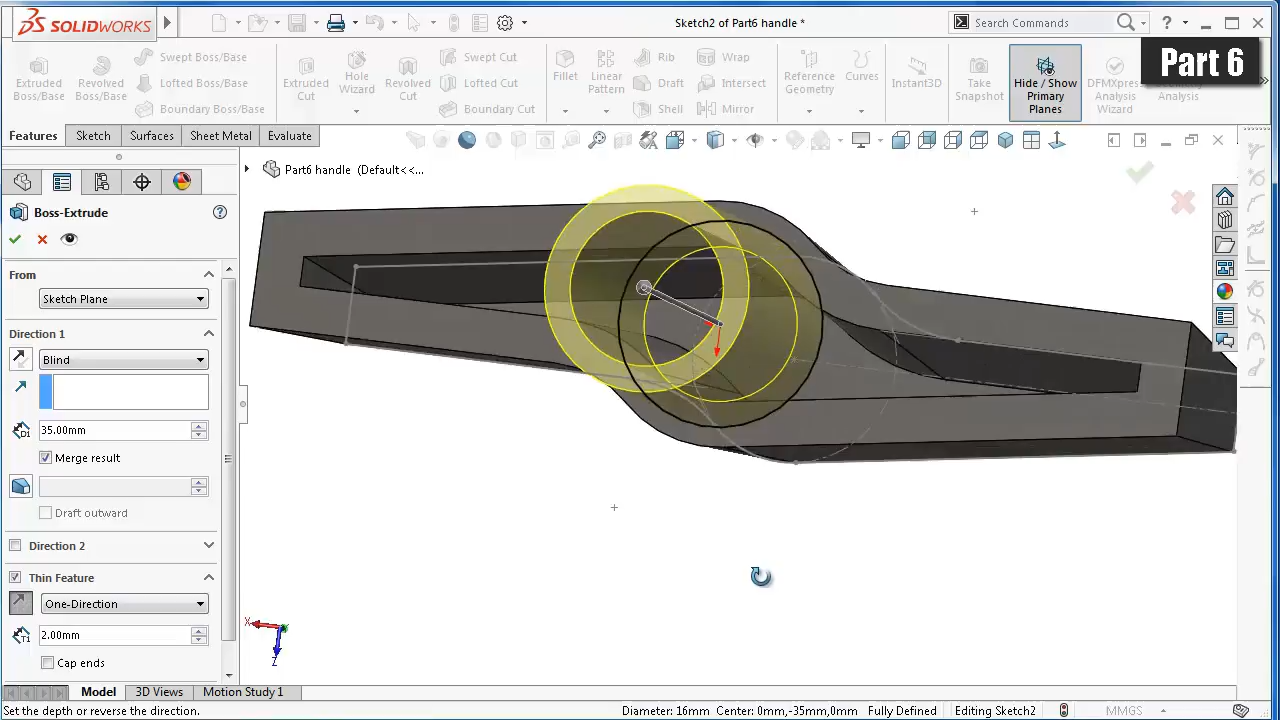 SOLIDWORKS
Sketch2 of Part6 handle *
Search Commands
?
Part 6
Extruded Boss/Base
Revolved Boss/Base
Swept Boss/Base
Lofted Boss/Base
Boundary Boss/Base
Extruded Cut
Hole Wizard
Revolved Cut
Swept Cut
Lofted Cut
Boundary Cut
Fillet
Linear Pattern
Rib
Draft
Shell
Wrap
Intersect
Mirror
Reference Geometry
Curves
Instant3D
Take Snapshot
Hide / Show Primary Planes
DFMXpress Analysis Wizard
Analysis
Features
Sketch
Surfaces
Sheet Metal
Evaluate
Part6 handle (Default<<...
Boss-Extrude
From
Sketch Plane
Direction 1
Blind
35.00mm
Merge result
Draft outward
Direction 2
Thin Feature
One-Direction
2.00mm
Cap ends
X
Z
Model
3D Views
Motion Study 1
Set the depth or reverse the direction.
Diameter: 16mm Center: 0mm,-35mm,0mm
Fully Defined
Editing Sketch2
MMGS